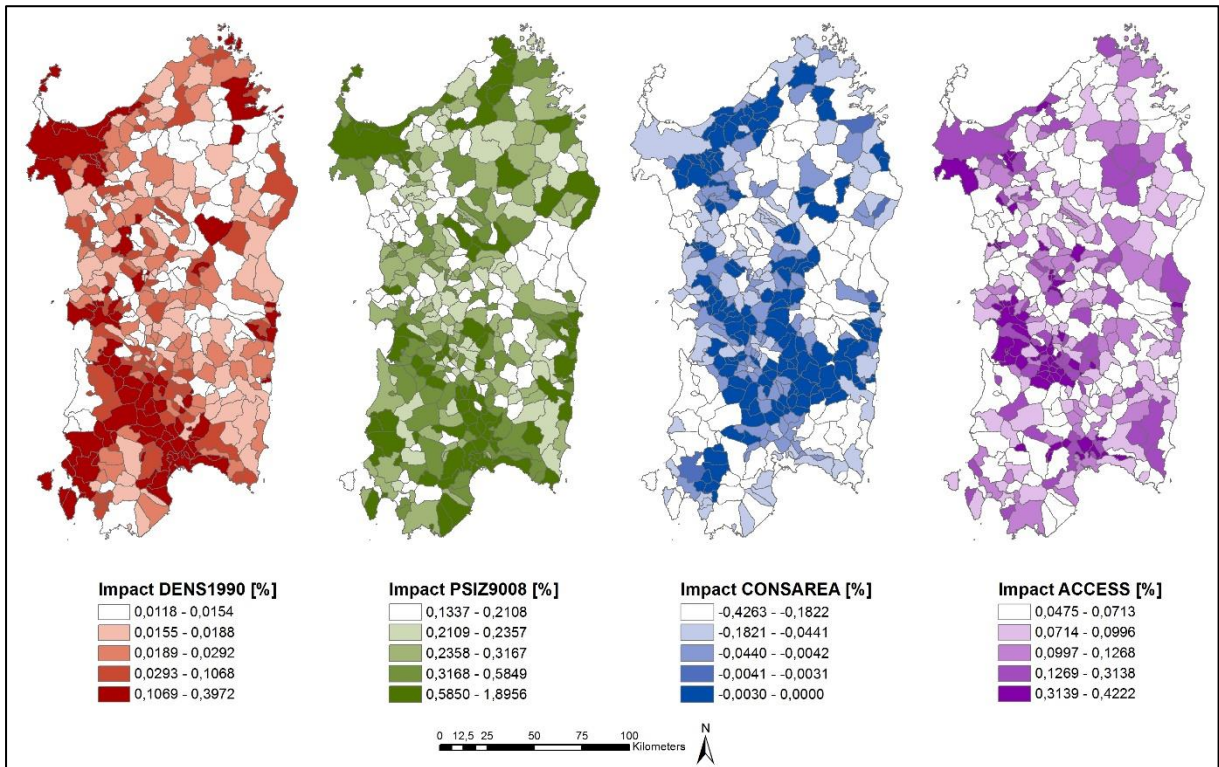 Impact DENS1990 [%]
0,0118 - 0,0154
0,0155 - 0,0188
0,0189 - 0,0292
0,0293 - 0,1068
0,1069 - 0,3972
Impact PSIZ9008 [%]
0,1337 - 0,2108
0,2109 - 0,2357
0,2358 - 0,3167
0,3168 - 0,5849
0,5850 - 1,8956
Impact CONSAREA [%]
-0,4263 - -0,1822
-0,1821 - -0,0441
-0,0440 - -0,0042
-0,0041 - -0,0031
-0,0030 - 0,0000
Impact ACCESS [%]
0,0475 - 0,0713
0,0714 - 0,0996
0,0997 - 0,1268
0,1269 - 0,3138
0,3139 - 0,4222
0 12,5 25 50 75 100
Kilometers
N